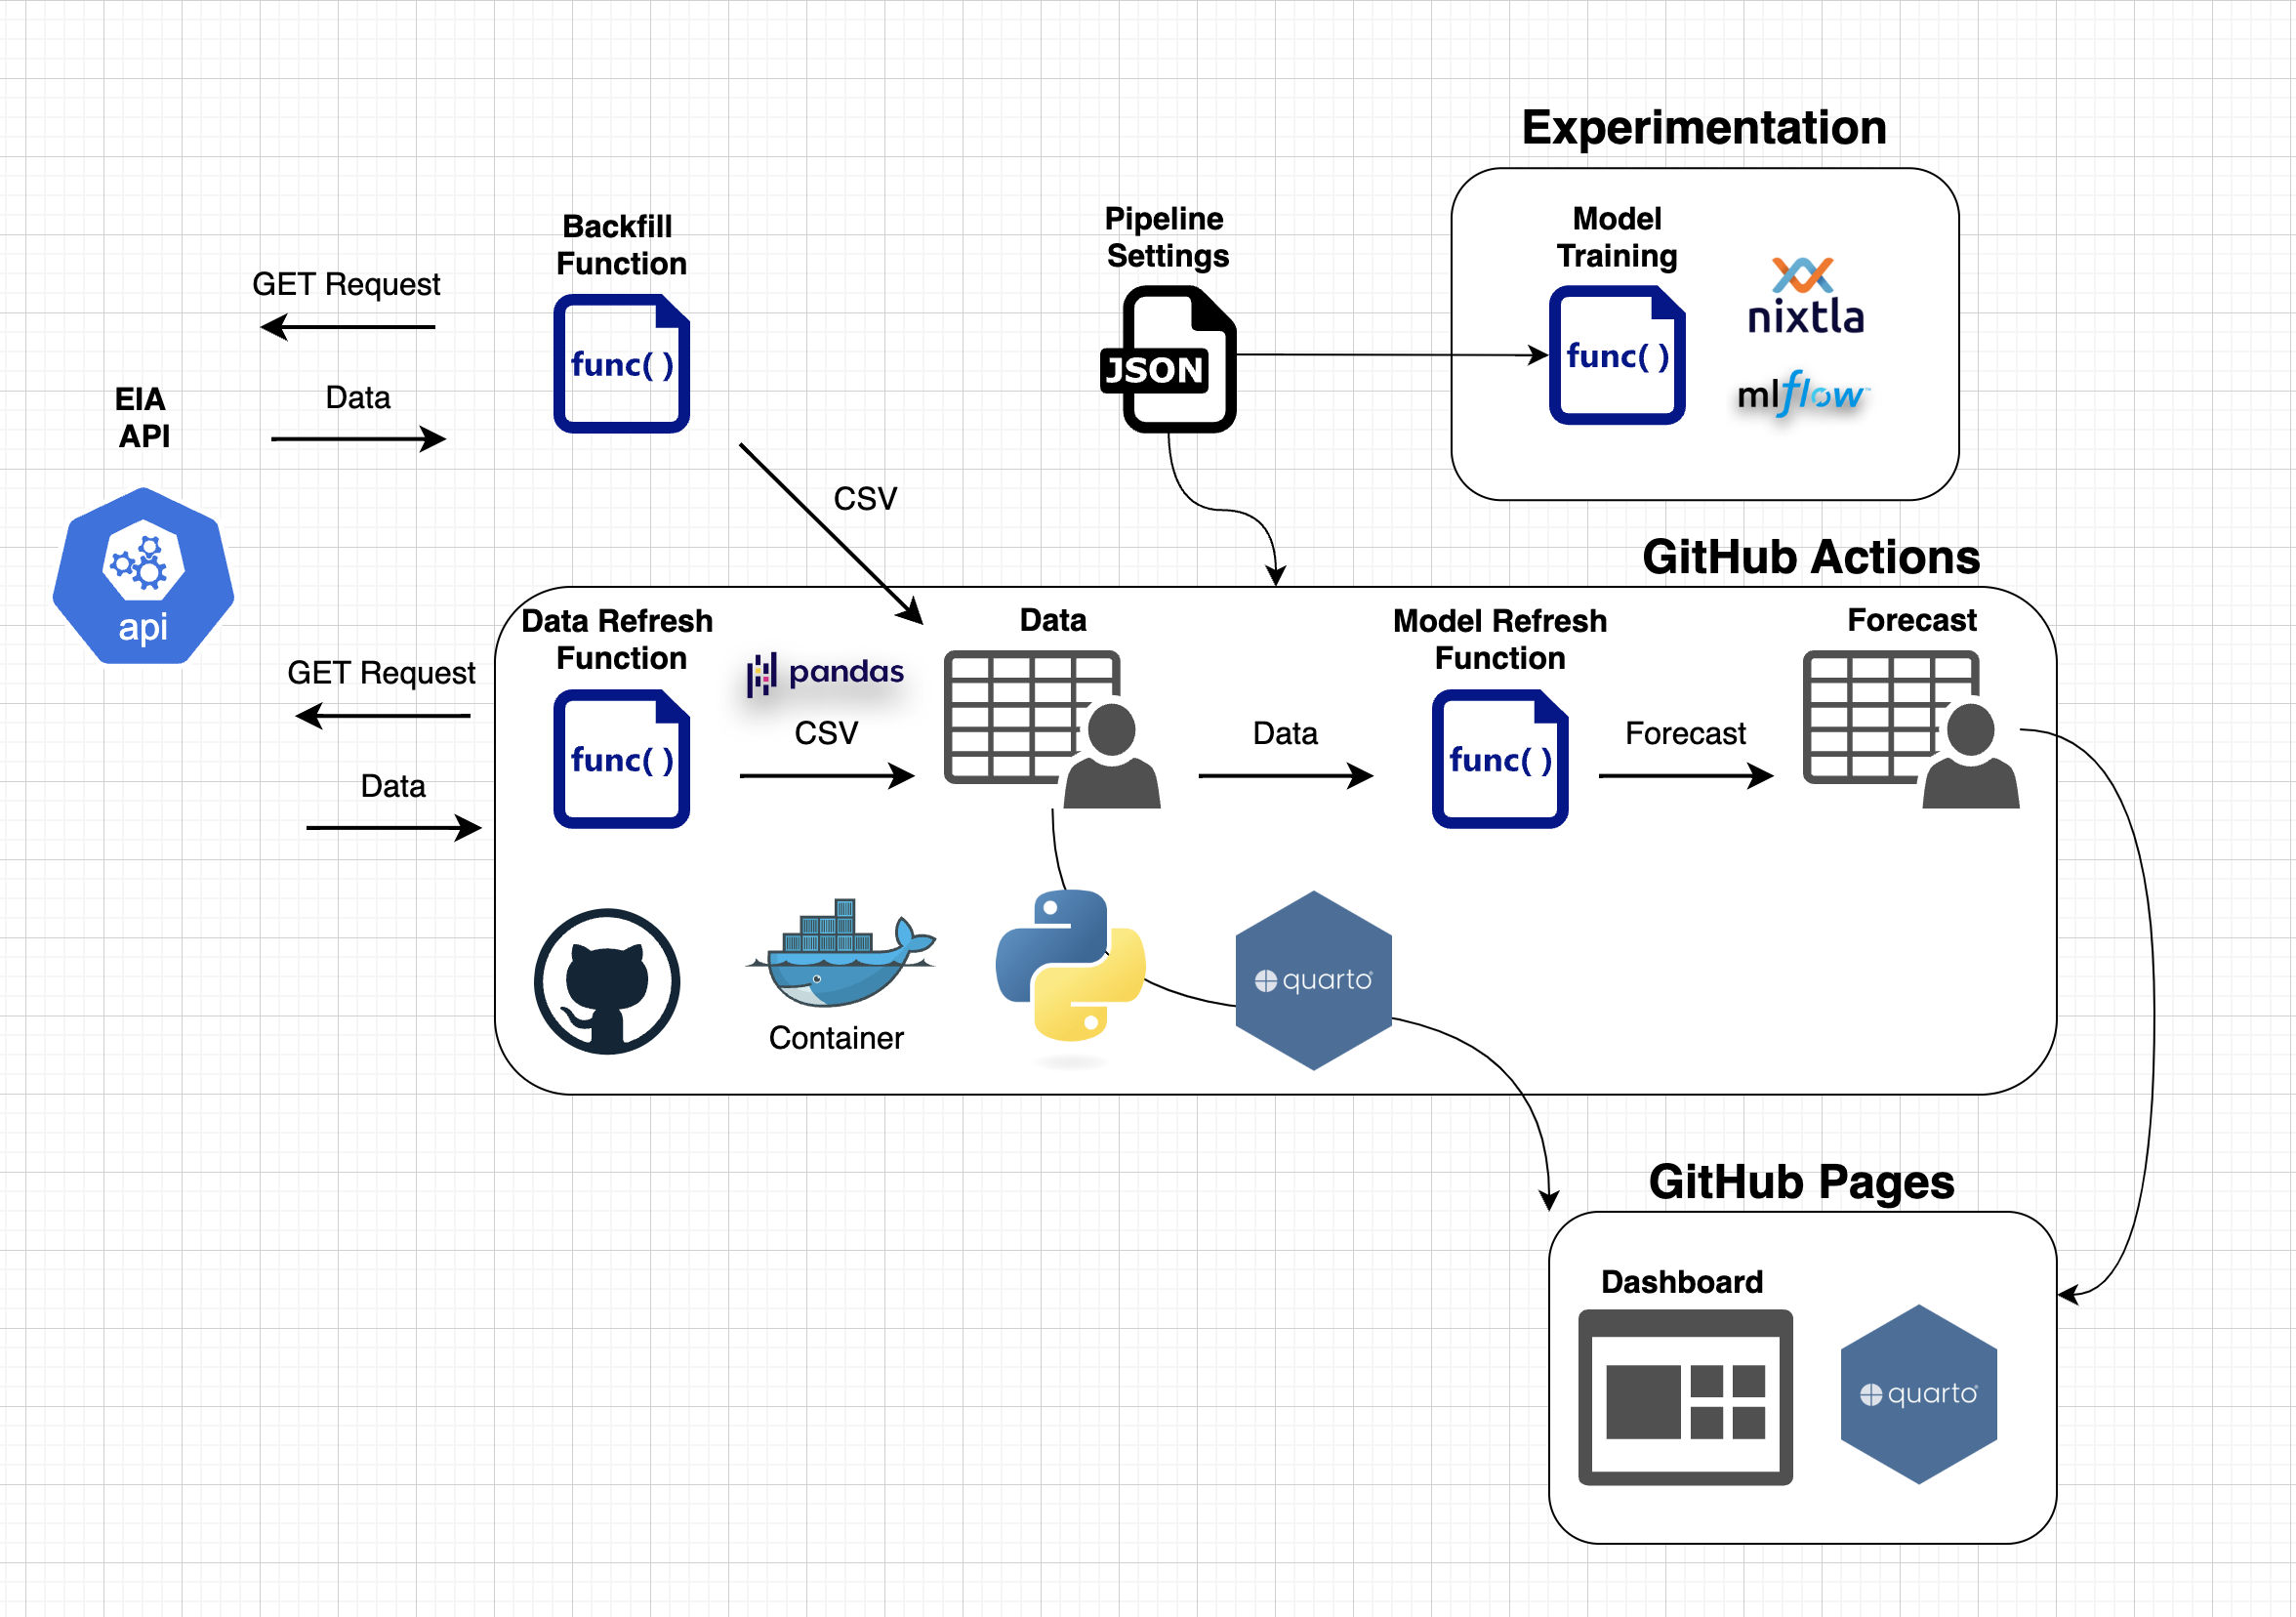 Experimentation
Backfill
Function
Pipeline
Settings
Model
Training
GET Request
func( )
JSON
func( )
nixtla
mlflow™
EIA
API
Data
CSV
api
GitHub Actions
Data Refresh
Function
pandas
Data
Model Refresh
Function
Forecast
GET Request
func( )
CSV
Data
func( )
Forecast
Data
Container
quarto®
GitHub Pages
Dashboard
quarto®